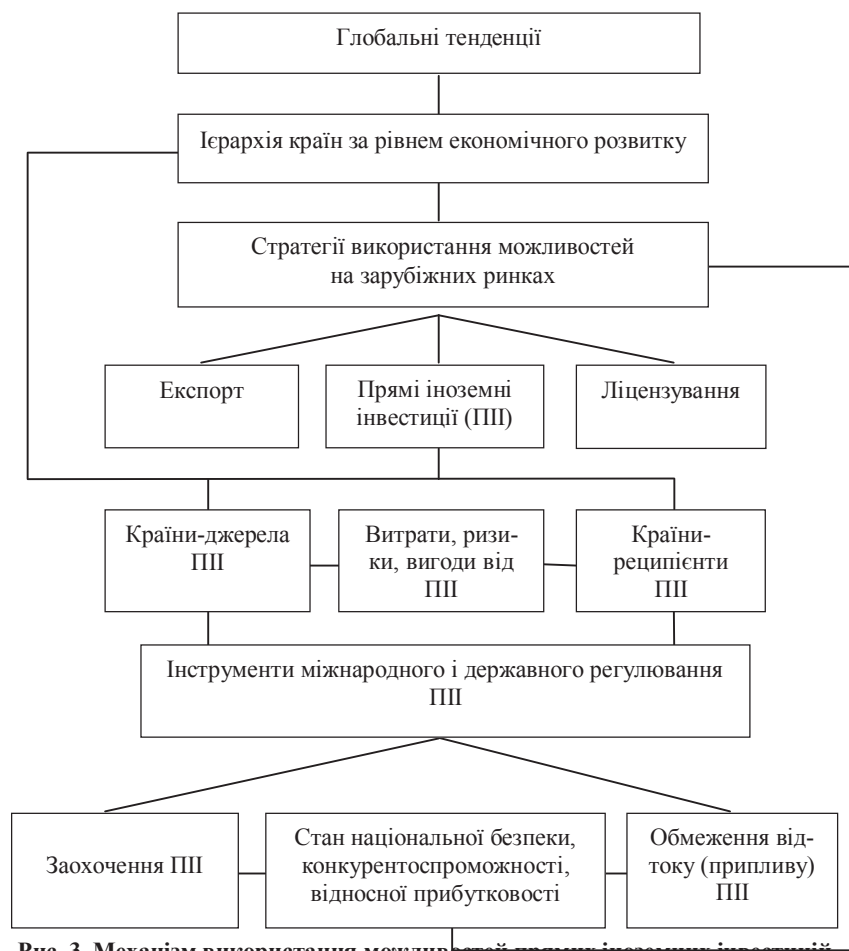 Глобальні тенденції
Ієрархія країн за рівнем економічного розвитку
Стратегії використання можливостей
на зарубіжних ринках
Експорт
Прямі іноземні
інвестиції (ПІІ)
Ліцензування
Країни-джерела
ПІІ
Витрати, ризи-
ки, вигоди від
ПІІ
Країни-
реципієнти
ПІІ
Інструменти міжнародного і державного регулювання
ПІІ
Заохочення ПІІ
Стан національної безпеки,
конкурентоспроможності,
відносної прибутковості
Обмеження від-
току (припливу)
ПІІ
Рис. 3. Механізм використання можливостей прямих іноземних інвестицій